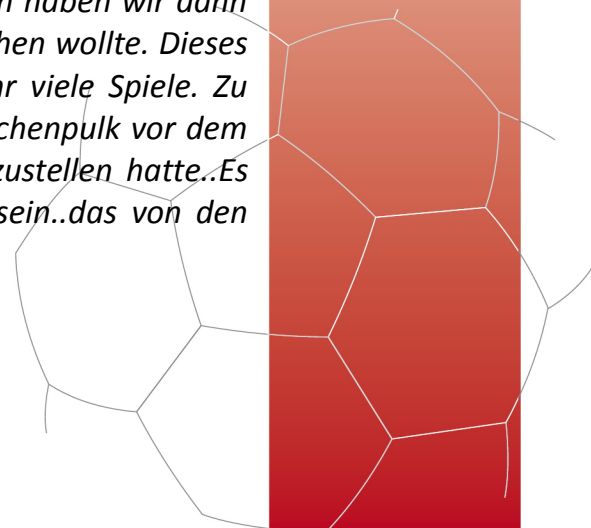 haben wir dann
hen wollte. Dieses
viele Spiele. Zu
chenpulk vor dem
zustellen hatte..Es
sein..das von den